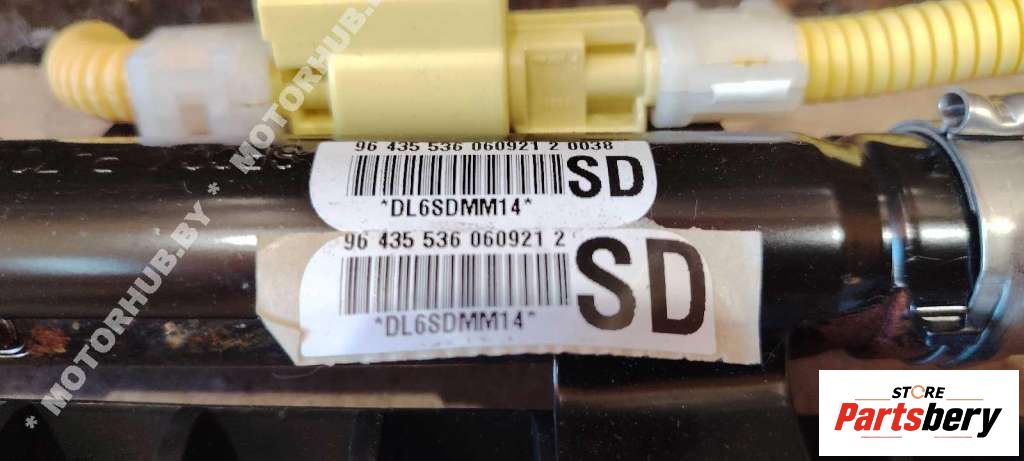 96 435 536 060921 2 0038
SD
*DL6SDMM14*
96 435 536 060921 2
SD
*DL6SDMM14*
* MOTORHUB.BY * MOTORHUB.BY
STORE
Partsbery